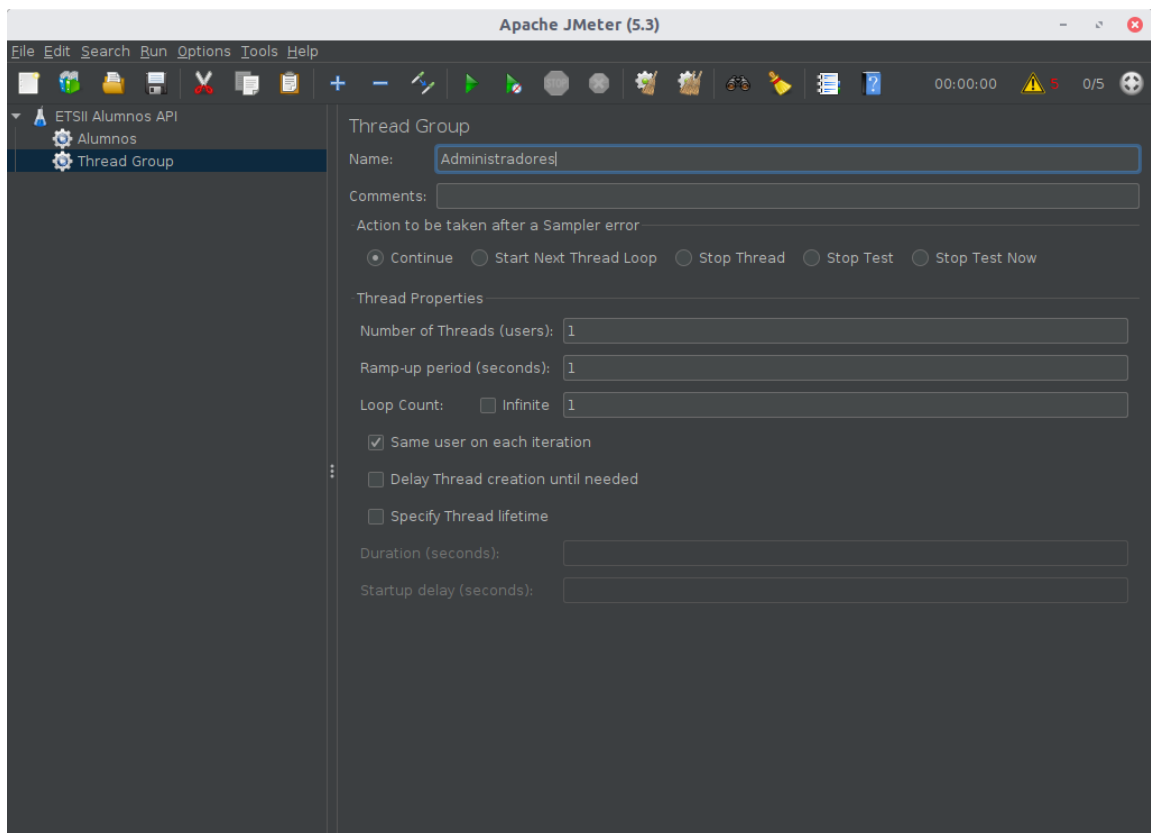 Apache JMeter (5.3)
File Edit Search Run Options Tools Help
STOP 00:00:00 5 0/5
ETSII Alumnos API
Alumnos
Thread Group
Thread Group
Name: Administradores
Comments:
Action to be taken after a Sampler error
Continue Start Next Thread Loop Stop Thread Stop Test Stop Test Now
Thread Properties
Number of Threads (users): 1
Ramp-up period (seconds): 1
Loop Count: Infinite 1
Same user on each iteration
Delay Thread creation until needed
Specify Thread lifetime
Duration (seconds):
Startup delay (seconds):